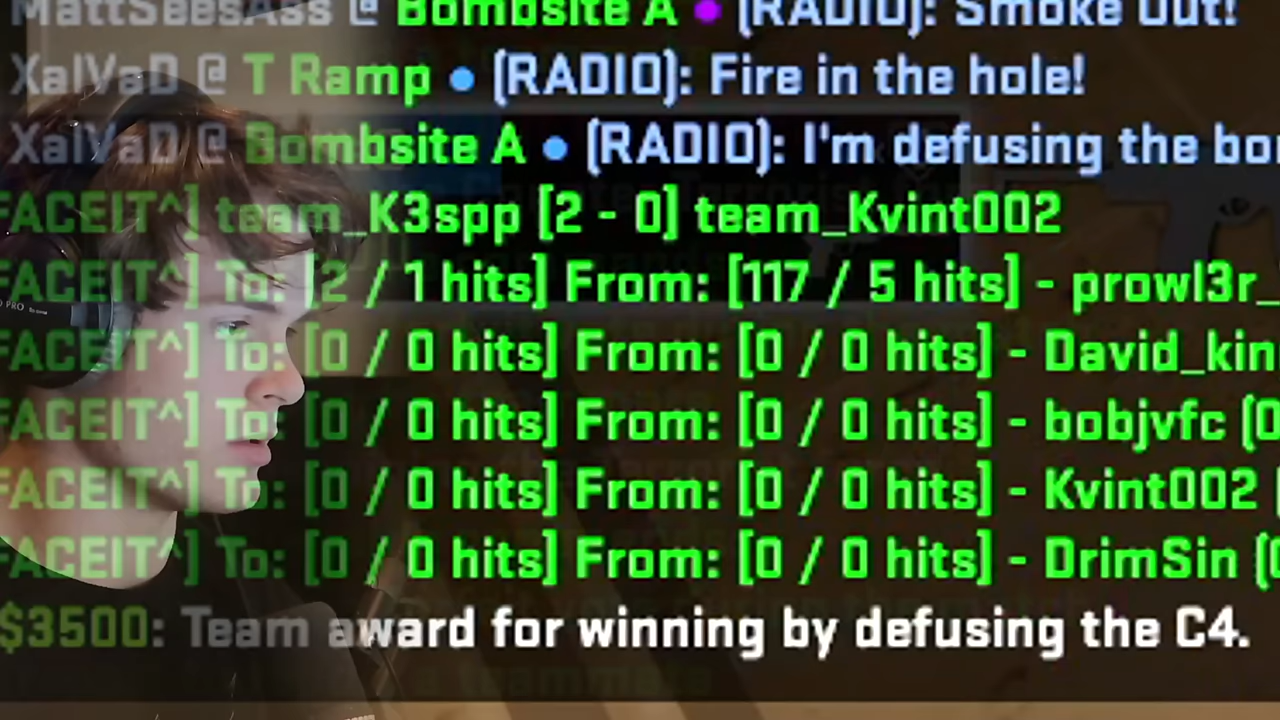 MattSeesAss @ Bombsite A ● (RADIO): Smoke Out!
XalVaD @ T Ramp ● (RADIO): Fire in the hole!
XalVaD @ Bombsite A ● (RADIO): I'm defusing the bo
FACEIT^] team_K3spp [2 - 0] team_Kvint002
FACEIT^] To: [2 / 1 hits] From: [117 / 5 hits] - prowl3r_
FACEIT^] To: [0 / 0 hits] From: [0 / 0 hits] - David_kin
FACEIT^] To: [0 / 0 hits] From: [0 / 0 hits] - bobjvfc (0
FACEIT^] To: [0 / 0 hits] From: [0 / 0 hits] - Kvint002
FACEIT^] To: [0 / 0 hits] From: [0 / 0 hits] - DrimSin (0
$3500: Team award for winning by defusing the C4.
a teammate
PRO